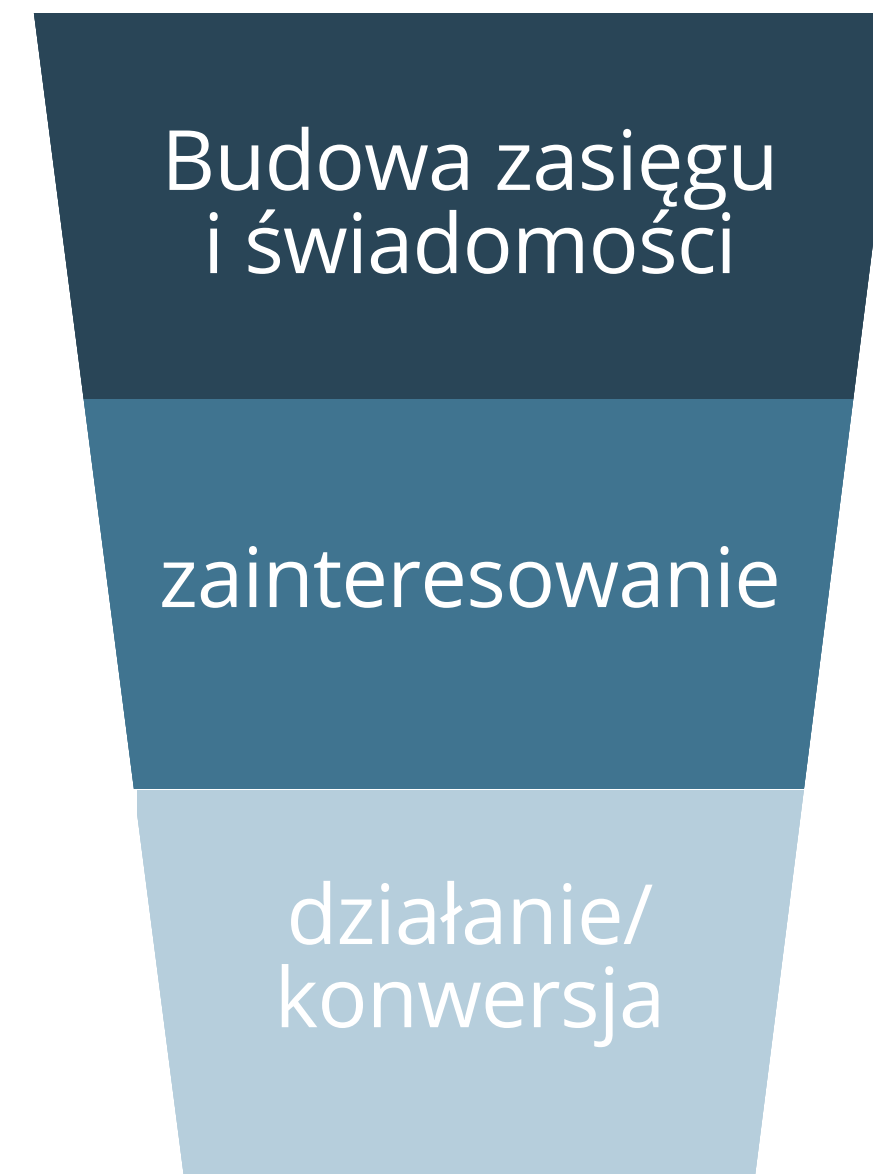 Budowa zasięgu
i świadomości
zainteresowanie
działanie/
konwersja